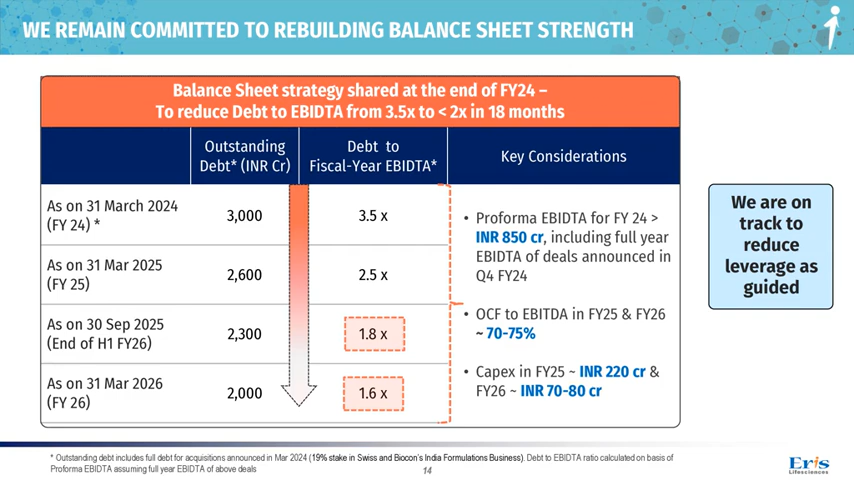 WE REMAIN COMMITTED TO REBUILDING BALANCE SHEET STRENGTH
Balance Sheet strategy shared at the end of FY24 –
To reduce Debt to EBIDTA from 3.5x to < 2x in 18 months
Outstanding
Debt* (INR Cr)
Debt to
Fiscal-Year EBIDTA*
Key Considerations
As on 31 March 2024
(FY 24) *
3,000
3.5 x
As on 31 Mar 2025
(FY 25)
2,600
2.5 x
As on 30 Sep 2025
(End of H1 FY26)
2,300
1.8 x
As on 31 Mar 2026
(FY 26)
2,000
1.6 x
• Proforma EBIDTA for FY 24 >
INR 850 cr, including full year
EBIDTA of deals announced in
Q4 FY24
• OCF to EBITDA in FY25 & FY26
~ 70-75%
• Capex in FY25 ~ INR 220 cr &
FY26 ~ INR 70-80 cr
We are on
track to
reduce
leverage as
guided
* Outstanding debt includes full debt for acquisitions announced in Mar 2024 (19% stake in Swiss and Biocon's India Formulations Business). Debt to EBIDTA ratio calculated on basis of
Proforma EBIDTA assuming full year EBIDTA of above deals
14
Eris
Lifesciences